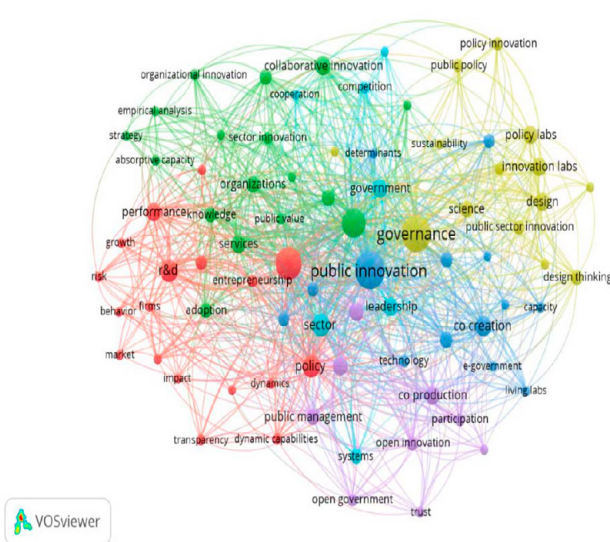 policy innovation
public policy
collaborative innovation
organizational innovation
competition
cooperation
empirical analysis
strategy
sector innovation
sustainability
policy labs
determinants
absorptive capacity
innovation labs
organizations
government
design
performance
knowledge
public value
science
public sector innovation
governance
growth
services
risk
r&d
entrepreneurship
public innovation
design thinking
behavior
firms
adoption
leadership
capacity
sector
co creation
market
policy
technology
e-government
impact
dynamics
living labs
co production
public management
participation
transparency
dynamic capabilities
open innovation
systems
open government
trust
VOSviewer